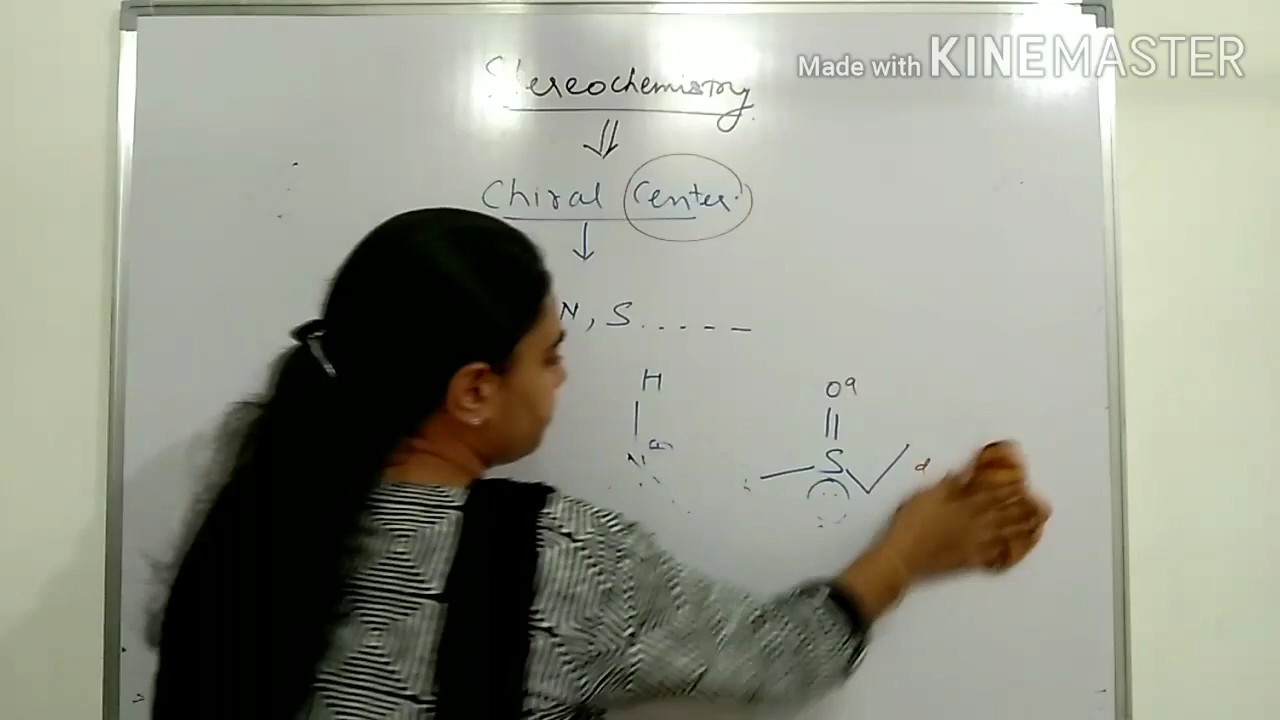 Made with KINEMASTER
Stereochemistry
Chiral Center
N, S.----
H
O
S